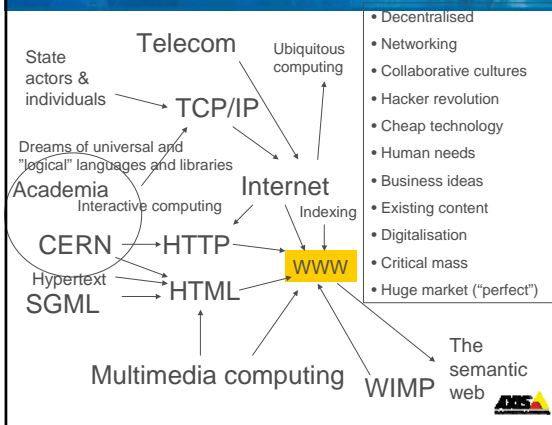 State
actors &
individuals
Telecom
Ubiquitous
computing
TCP/IP
Dreams of universal and
”logical” languages and libraries
Academia
Interactive computing
Internet
Indexing
CERN
HTTP
WWW
Hypertext
SGML
HTML
Multimedia computing
WIMP
The
semantic
web
AXIS
• Decentralised
• Networking
• Collaborative cultures
• Hacker revolution
• Cheap technology
• Human needs
• Business ideas
• Existing content
• Digitalisation
• Critical mass
• Huge market (“perfect”)